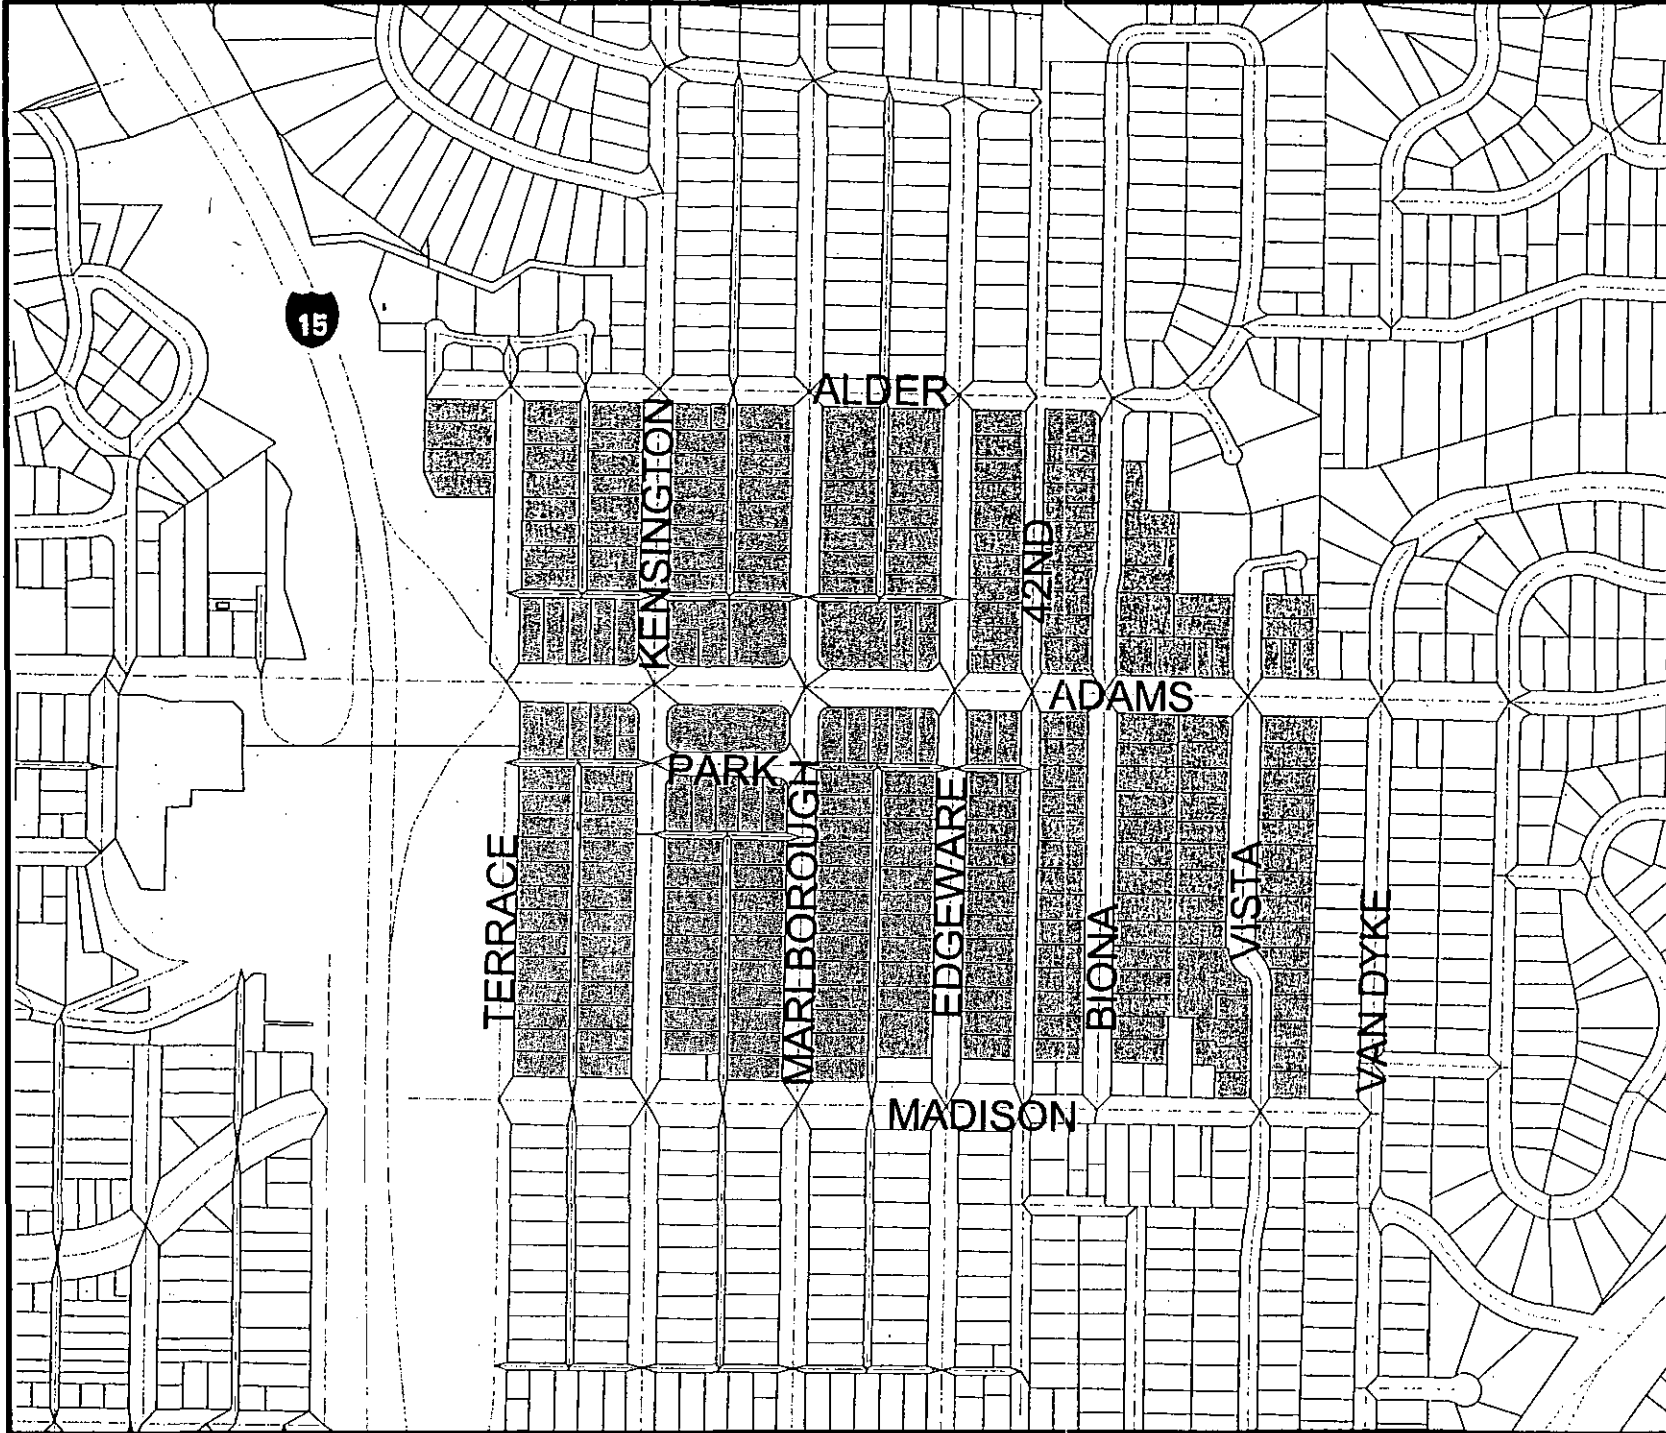 15
ALDER
KENSINGTON
42ND
ADAMS
PARK
MARLBOROUGH
EDGEWARE
TERRACE
VISTA
BIONA
VAN DYKE
MADISON